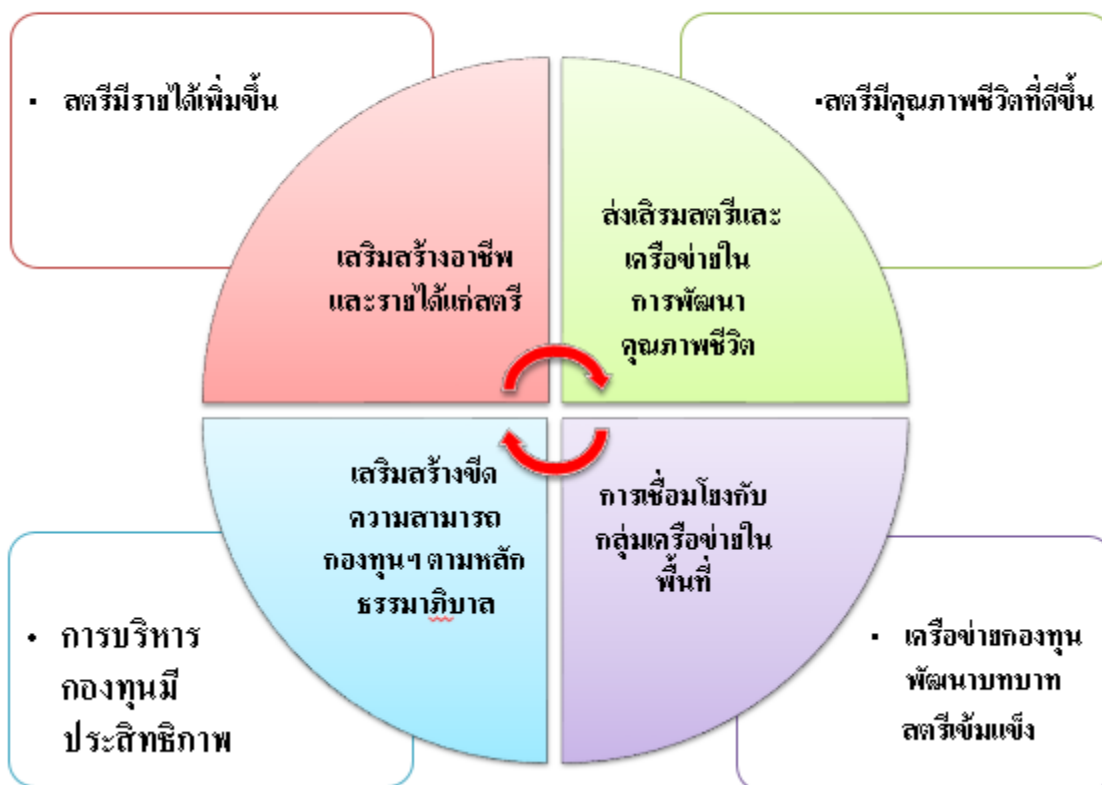 • สตรีมีรายได้เพิ่มขึ้น
•สตรีมีคุณภาพชีวิตที่ดีขึ้น
เสริมสร้างอาชีพ
และรายได้แก่สตรี
ส่งเสิรมสตรีและ
เครือข่ายใน
การพัฒนา
คุณภาพชีวิต
เสริมสร้างขีด
ความสามารถ
กองทุนฯ ตามหลัก
ธรรมาภิบาล
การเชื่อมโยงกับ
กลุ่มเครือข่ายใน
พื้นที่
• การบริหาร
กองทุนมี
ประสิทธิภาพ
• เครือข่ายกองทุน
พัฒนาบทบาท
สตรีเข้มแข็ง